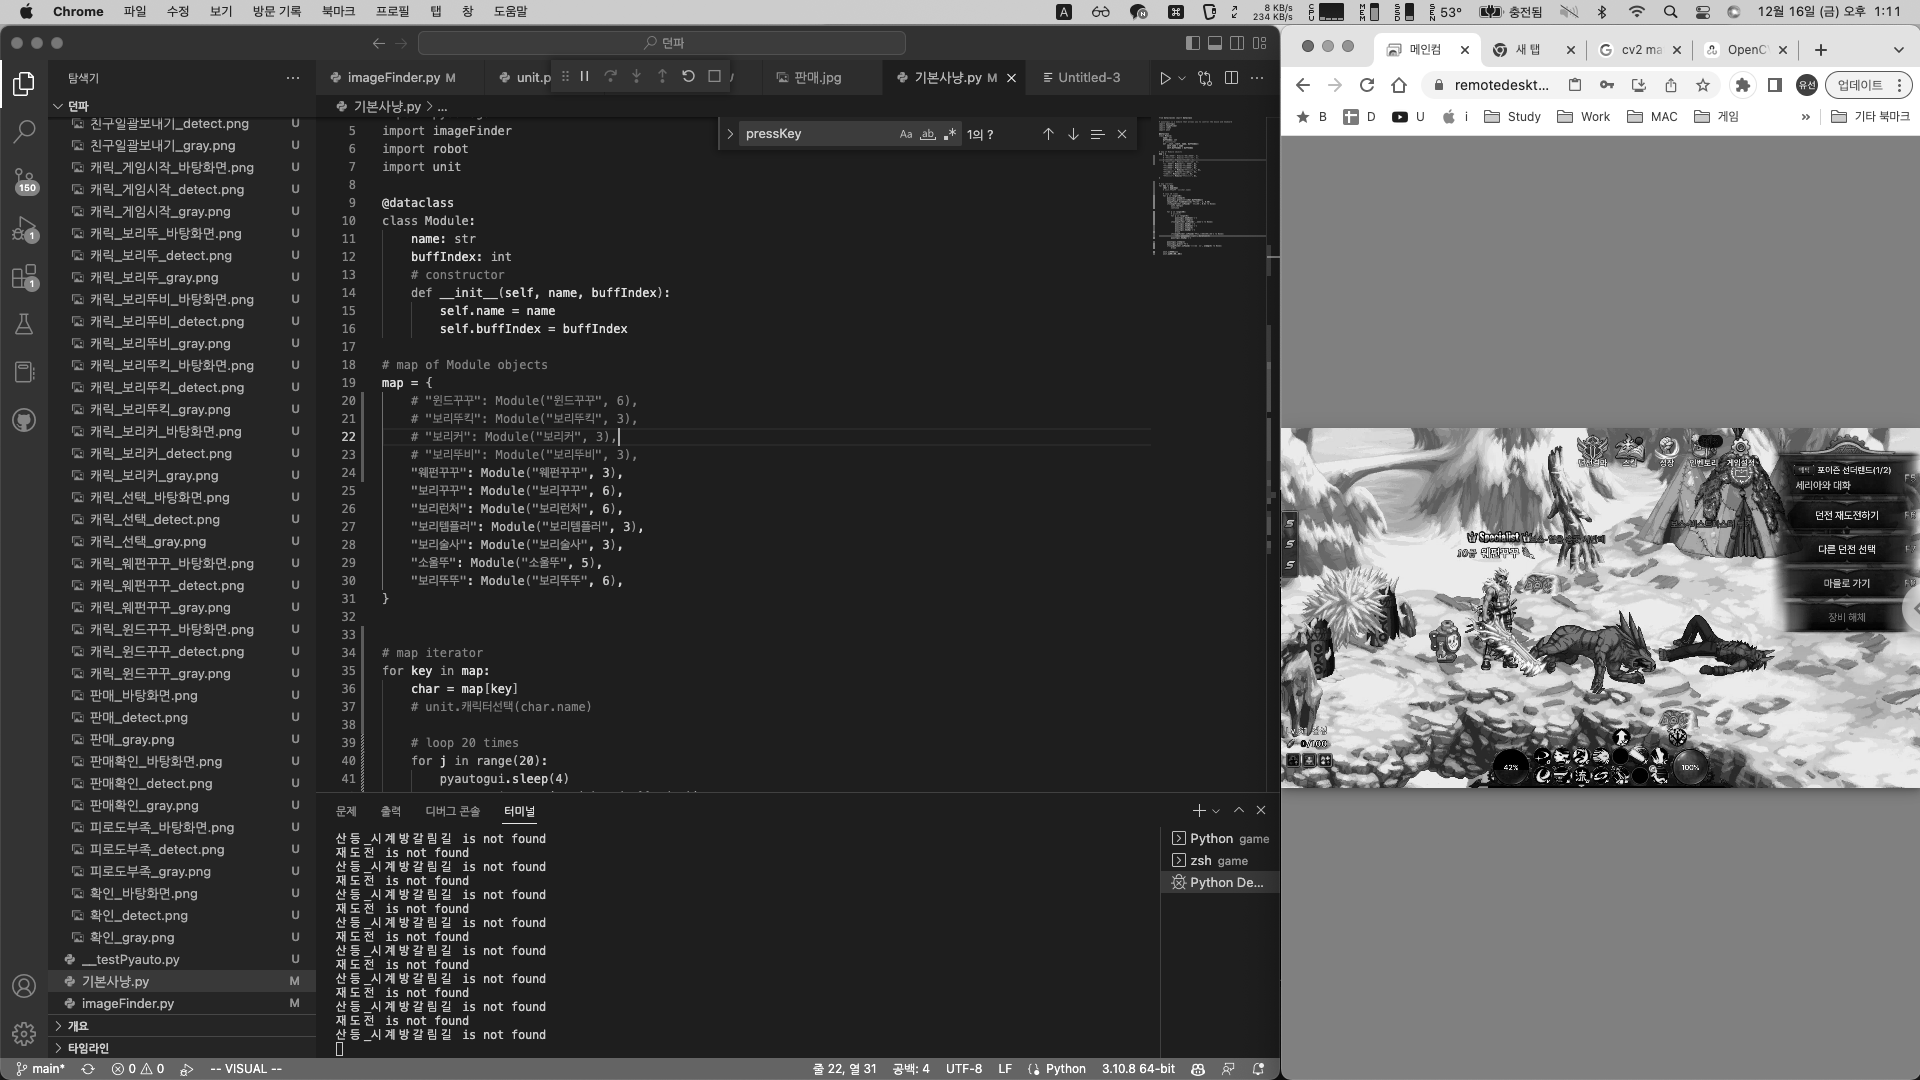 Chrome 파일 수정 보기 방문 기록 북마크 프로필 탭 창 도움말
8 KB/s
234 KB/s
53° 충전됨
12월 16일 (금) 오후 1:11
던파
탐색기
던파
친구일괄보내기_detect.png U
친구일괄보내기_gray.png U
캐릭_게임시작_바탕화면.png U
캐릭_게임시작_detect.png U
캐릭_게임시작_gray.png U
캐릭_보리뚜_바탕화면.png U
캐릭_보리뚜_detect.png U
캐릭_보리뚜_gray.png U
캐릭_보리뚜비_바탕화면.png U
캐릭_보리뚜비_detect.png U
캐릭_보리뚜비_gray.png U
캐릭_보리뚜킥_바탕화면.png U
캐릭_보리뚜킥_detect.png U
캐릭_보리뚜킥_gray.png U
캐릭_보리커_바탕화면.png U
캐릭_보리커_detect.png U
캐릭_보리커_gray.png U
캐릭_선택_바탕화면.png U
캐릭_선택_detect.png U
캐릭_선택_gray.png U
캐릭_웨펀꾸꾸_바탕화면.png U
캐릭_웨펀꾸꾸_detect.png U
캐릭_웨펀꾸꾸_gray.png U
캐릭_윈드꾸꾸_바탕화면.png U
캐릭_윈드꾸꾸_detect.png U
캐릭_윈드꾸꾸_gray.png U
판매_바탕화면.png U
판매_detect.png U
판매_gray.png U
판매확인_바탕화면.png U
판매확인_detect.png U
판매확인_gray.png U
피로도부족_바탕화면.png U
피로도부족_detect.png U
피로도부족_gray.png U
확인_바탕화면.png U
확인_detect.png U
확인_gray.png U
__testPyauto.py U
기본사냥.py M
imageFinder.py M
개요
타임라인
150
1
1
imageFinder.py M unit.p 판매.jpg 기본사냥.py M Untitled-3
기본사냥.py > ...
pressKey Aa ab 1의 ?
5 import imageFinder
6 import robot
7 import unit
8
9 @dataclass
10 class Module:
11 name: str
12 buffIndex: int
13 # constructor
14 def __init__(self, name, buffIndex):
15 self.name = name
16 self.buffIndex = buffIndex
17
18 # map of Module objects
19 map = {
20 # "윈드꾸꾸": Module("윈드꾸꾸", 6),
21 # "보리뚜킥": Module("보리뚜킥", 3),
22 # "보리커": Module("보리커", 3),
23 # "보리뚜비": Module("보리뚜비", 3),
24 "웨펀꾸꾸": Module("웨펀꾸꾸", 3),
25 "보리꾸꾸": Module("보리꾸꾸", 6),
26 "보리런처": Module("보리런처", 6),
27 "보리템플러": Module("보리템플러", 3),
28 "보리술사": Module("보리술사", 3),
29 "소울뚜": Module("소울뚜", 5),
30 "보리뚜뚜": Module("보리뚜뚜", 6),
31 }
32
33
34 # map iterator
35 for key in map:
36 char = map[key]
37 # unit.캐릭터선택(char.name)
38
39 # loop 20 times
40 for j in range(20):
41 pyautogui.sleep(4)
문제 출력 디버그 콘솔 터미널
산등_시계방갈림길 is not found
재도전 is not found
산등_시계방갈림길 is not found
재도전 is not found
산등_시계방갈림길 is not found
재도전 is not found
산등_시계방갈림길 is not found
재도전 is not found
산등_시계방갈림길 is not found
재도전 is not found
산등_시계방갈림길 is not found
재도전 is not found
산등_시계방갈림길 is not found
재도전 is not found
산등_시계방갈림길 is not found
Python game
zsh game
Python De...
main* 0 0 -- VISUAL -- 줄 22, 열 31 공백: 4 UTF-8 LF Python 3.10.8 64-bit
메인컴 새 탭 cv2 ma OpenC
remotedeskt... 유선 업데이트
B D U i Study Work MAC 게임 » 기타 북마크
던전결과 스킬 성장 인벤토리 게임설정
포이즌 선더랜드(1/2)
세리아와 대화
던전 재도전하기
다른 던전 선택
마을로 가기
장비 해제
Specialist
웨펀꾸꾸
0/100
42% 100%